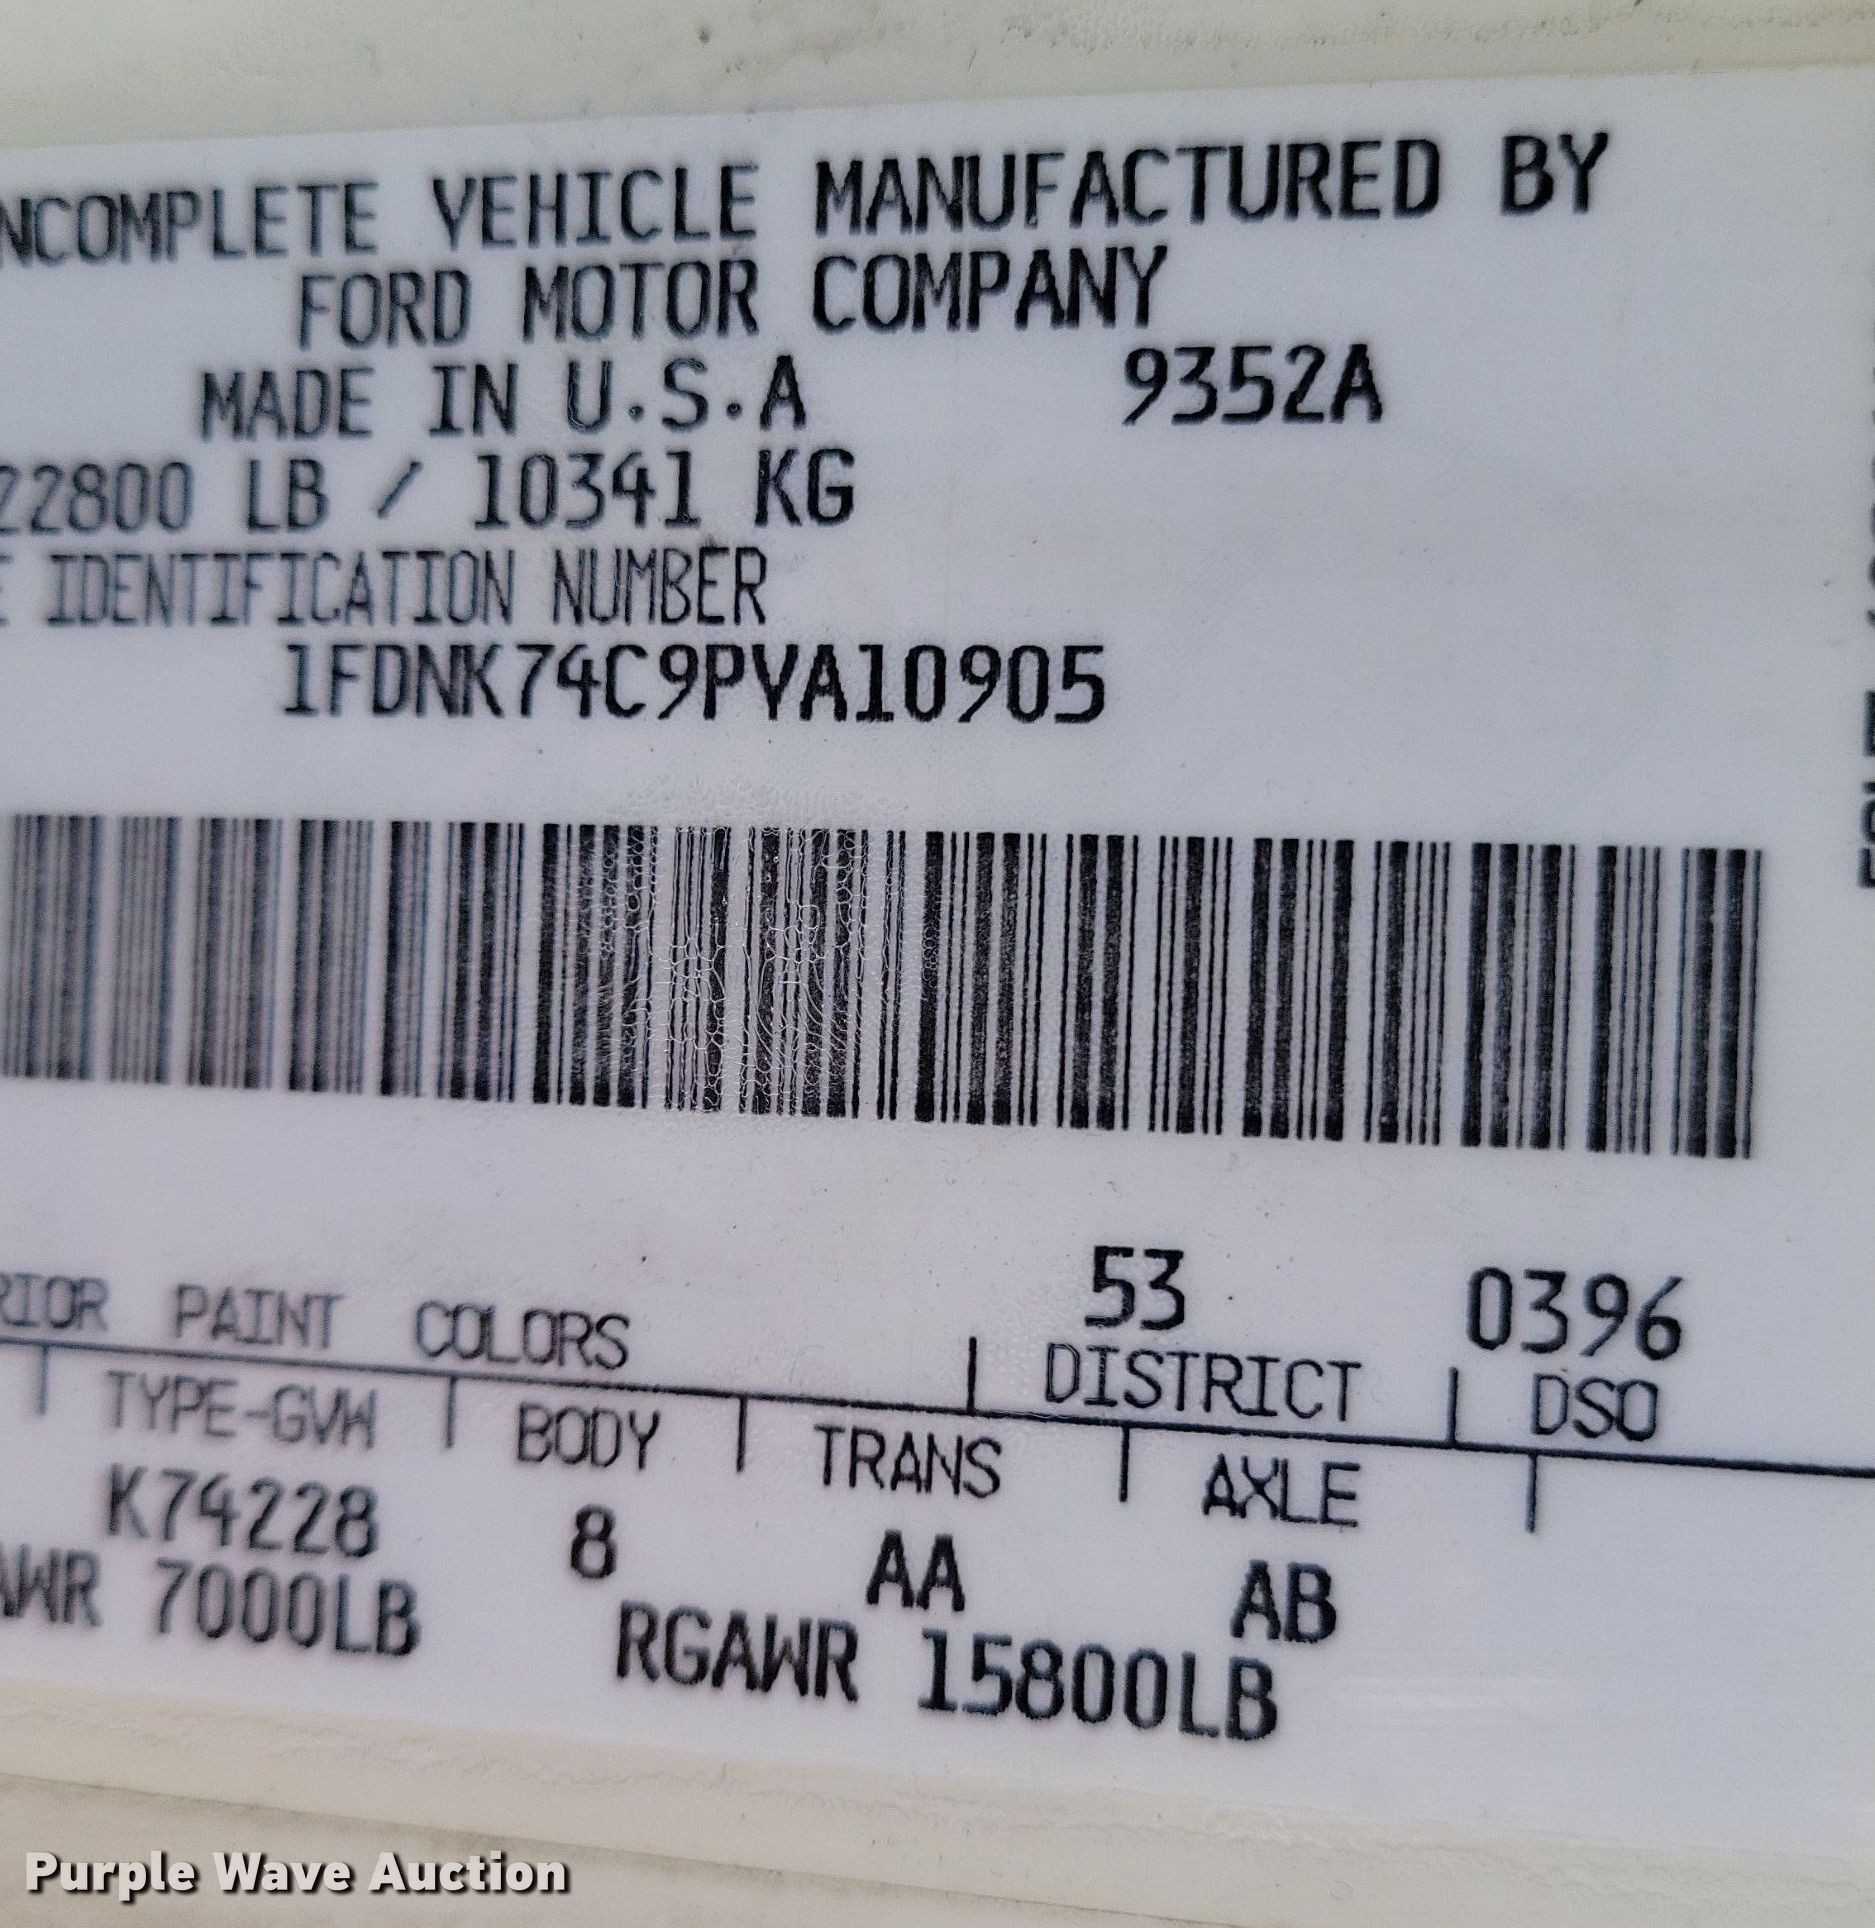 NCOMPLETE VEHICLE MANUFACTURED BY
FORD MOTOR COMPANY
MADE IN U.S.A 9352A
22800 LB / 10341 KG
E IDENTIFICATION NUMBER
1FDNK74C9PVA10905
53 0396
RIOR PAINT COLORS DISTRICT DSO
TYPE-GVW BODY TRANS AXLE
K74228 8 AA AB
AWR 7000LB RGAWR 15800LB
Purple Wave Auction